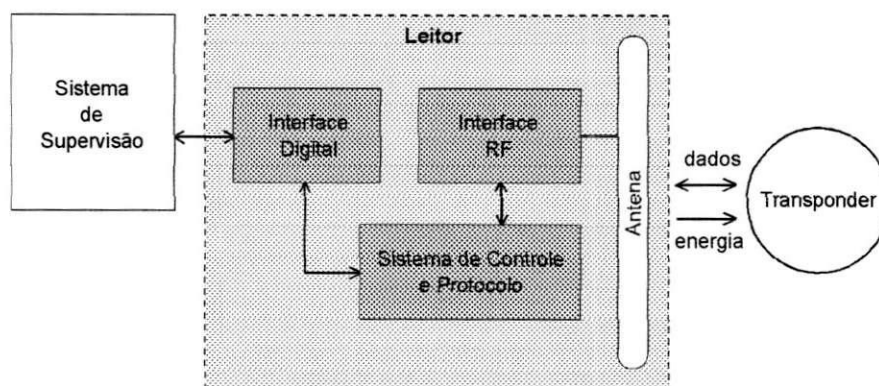 Leitor
Sistema
de
Supervisão
Interface
Digital
Interface
RF
Sistema de Controle
e Protocolo
Antena
dados
energia
Transponder